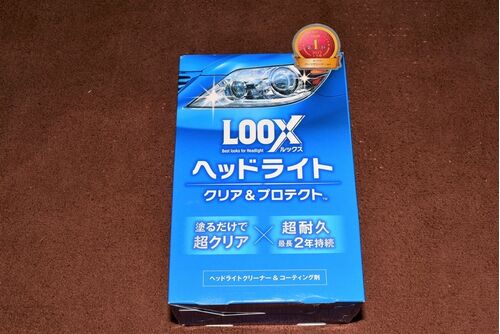 1
LOOX
ルックス
Best looks for Headlight
ヘッドライト
クリア&プロテクト™
塗るだけで
超クリア
×
超耐久
最長2年持続
ヘッドライトクリーナー & コーティング剤